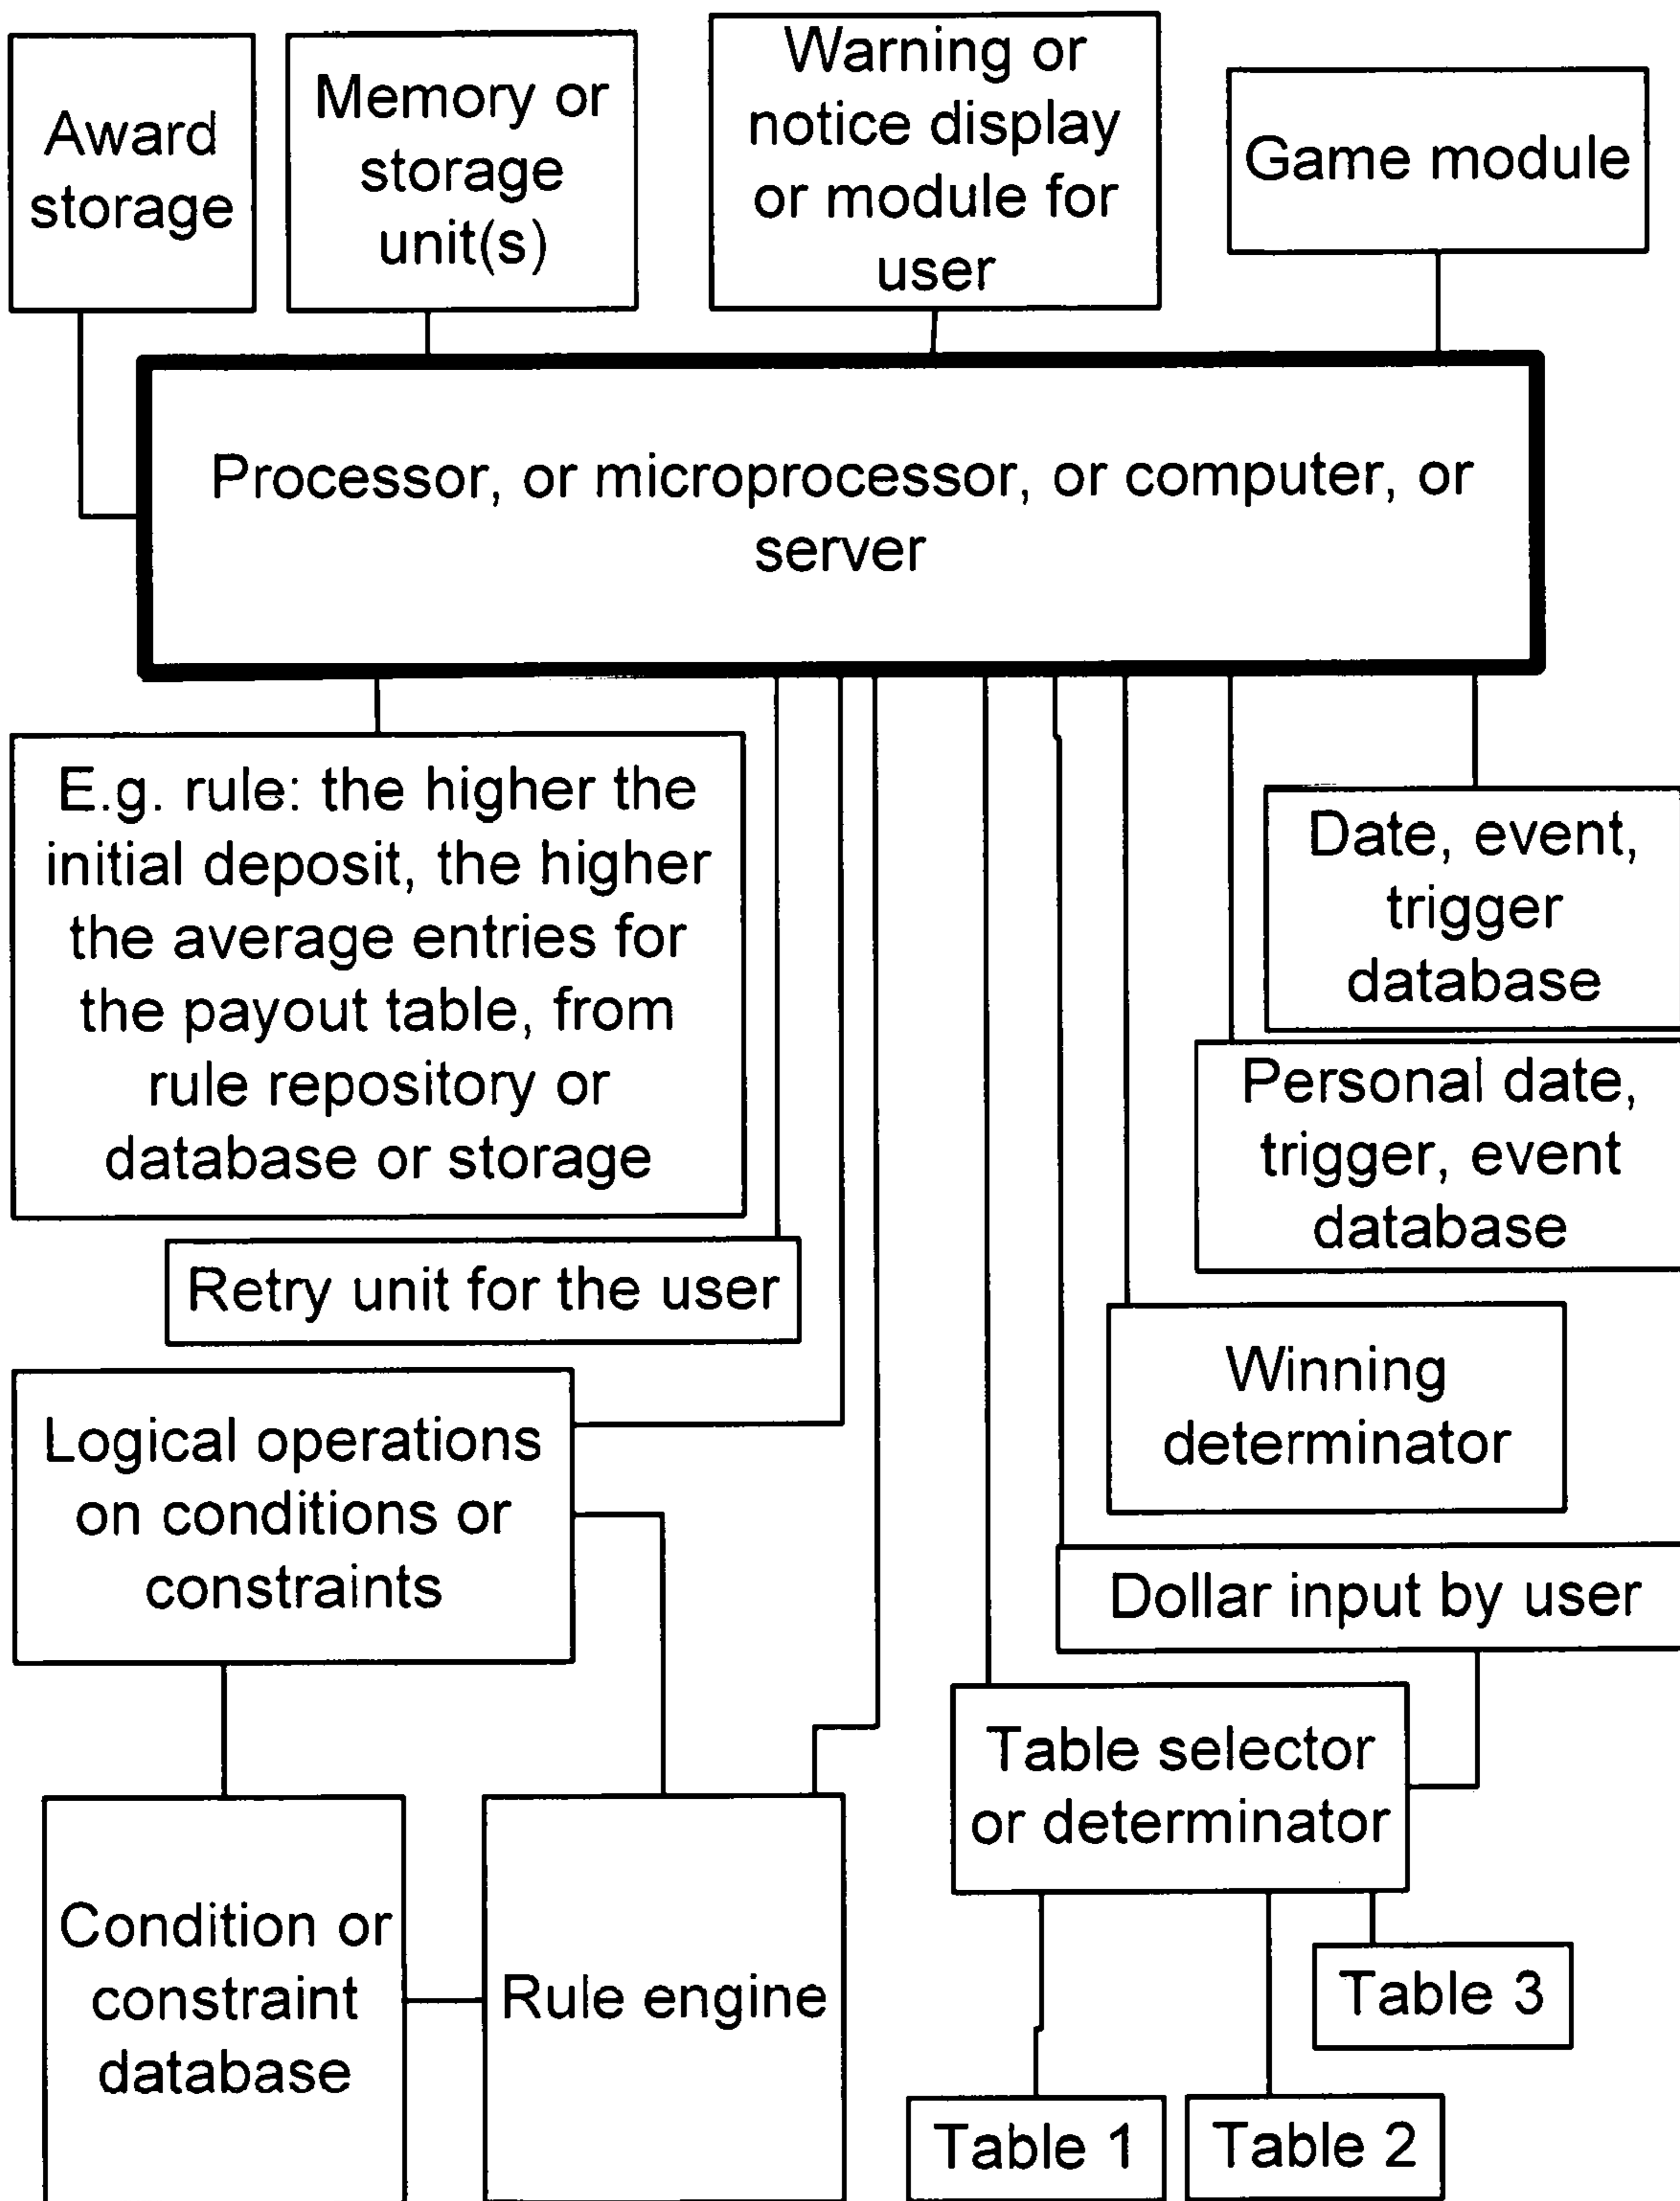 Award
storage
Memory or
storage
unit(s)
Warning or
notice display
or module for
user
Game module
Processor, or microprocessor, or computer, or
server
E.g. rule: the higher the
initial deposit, the higher
the average entries for
the payout table, from
rule repository or
database or storage
Date, event,
trigger
database
Personal date,
trigger, event
database
Retry unit for the user
Winning
determinator
Logical operations
on conditions or
constraints
Dollar input by user
Table selector
or determinator
Condition or
constraint
database
Rule engine
Table 3
Table 1
Table 2